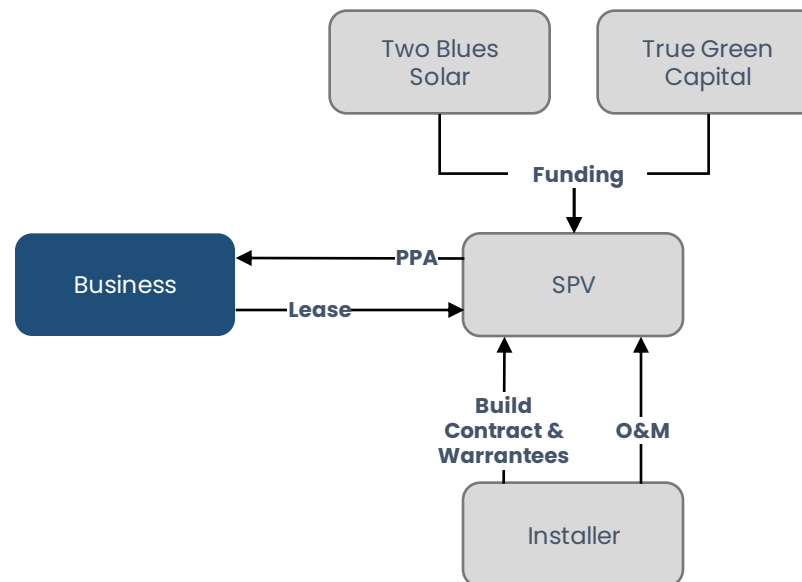 Two Blues
Solar
True Green
Capital
Funding
Business
PPA
Lease
SPV
Build
Contract &
Warrantees
O&M
Installer